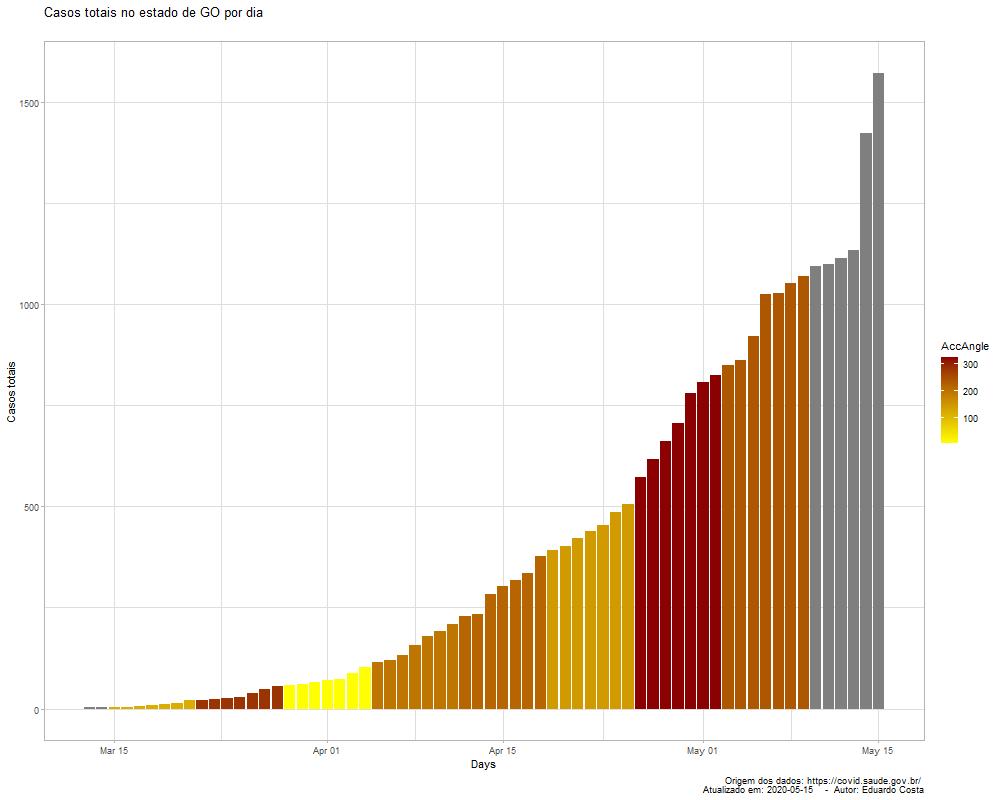 Casos totais no estado de GO por dia
1500
1000
500
0
Casos totais
Mar 15
Apr 01
Apr 15
May 01
May 15
Days
AccAngle
300
200
100
Origem dos dados: https://covid.saude.gov.br/
Atualizado em: 2020-05-15 - Autor: Eduardo Costa